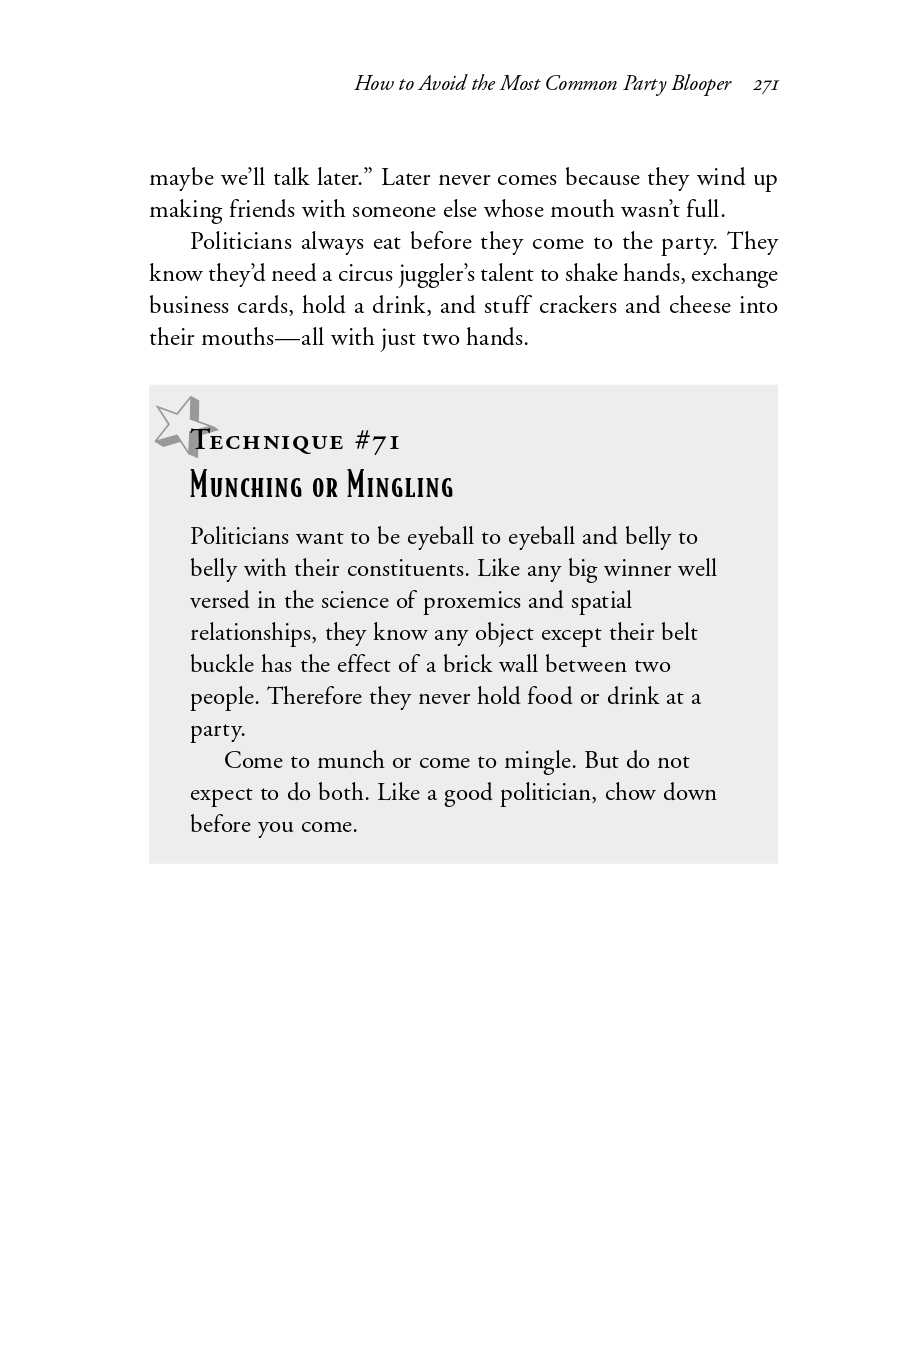 How to Avoid the Most Common Party Blooper 271
maybe we’ll talk later.” Later never comes because they wind up
making friends with someone else whose mouth wasn’t full.
Politicians always eat before they come to the party. They
know they’d need a circus juggler’s talent to shake hands, exchange
business cards, hold a drink, and stuff crackers and cheese into
their mouths—all with just two hands.
Technique #71
Munching or Mingling
Politicians want to be eyeball to eyeball and belly to
belly with their constituents. Like any big winner well
versed in the science of proxemics and spatial
relationships, they know any object except their belt
buckle has the effect of a brick wall between two
people. Therefore they never hold food or drink at a
party.
Come to munch or come to mingle. But do not
expect to do both. Like a good politician, chow down
before you come.